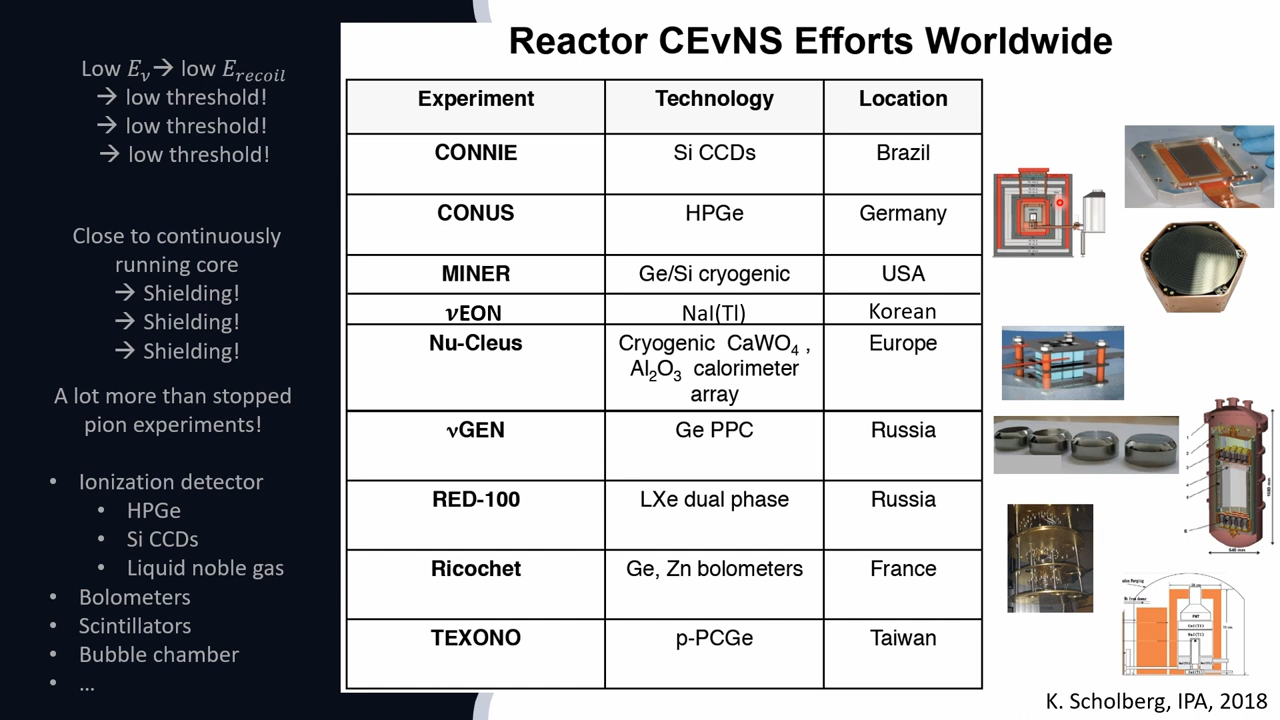 Reactor CEνNS Efforts Worldwide
Low Eν → low Erecoil
→ low threshold!
→ low threshold!
→ low threshold!
Close to continuously
running core
→ Shielding!
→ Shielding!
→ Shielding!
A lot more than stopped
pion experiments!
• Ionization detector
• HPGe
• Si CCDs
• Liquid noble gas
• Bolometers
• Scintillators
• Bubble chamber
• ...
Experiment Technology Location
CONNIE Si CCDs Brazil
CONUS HPGe Germany
MINER Ge/Si cryogenic USA
νEON NaI(Tl) Korean
Nu-Cleus Cryogenic CaWO₄ , Europe
Al₂O₃ calorimeter
array
νGEN Ge PPC Russia
RED-100 LXe dual phase Russia
Ricochet Ge, Zn bolometers France
TEXONO p-PCGe Taiwan
K. Scholberg, IPA, 2018